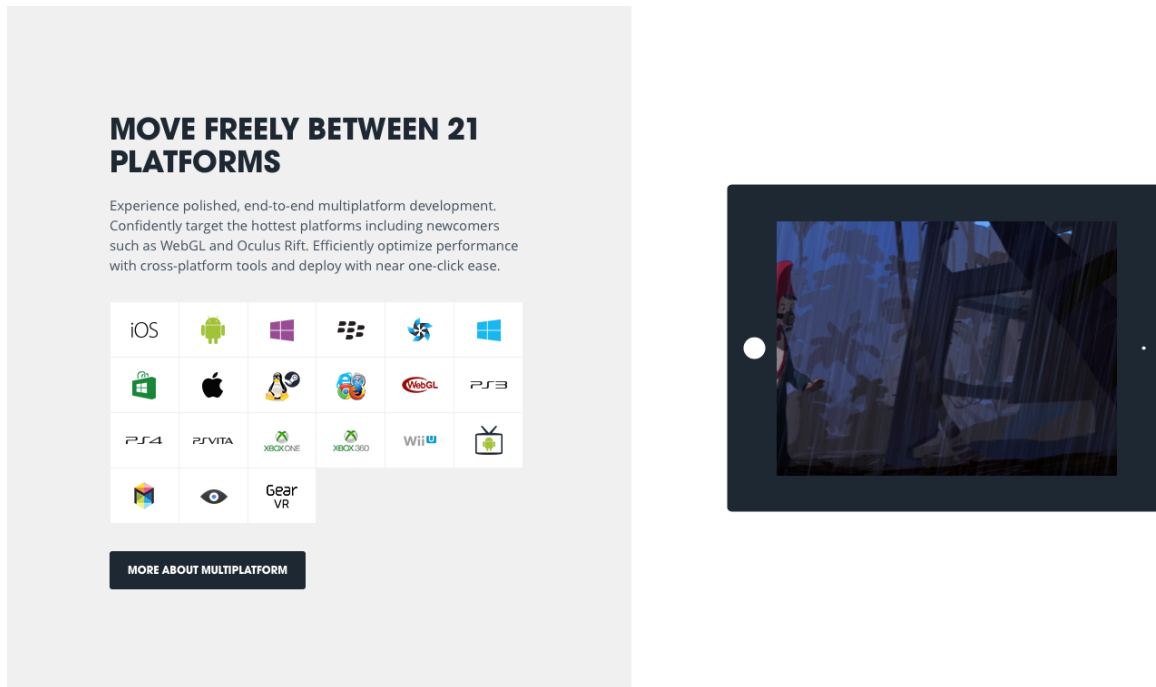 MOVE FREELY BETWEEN 21
PLATFORMS
Experience polished, end-to-end multiplatform development.
Confidently target the hottest platforms including newcomers
such as WebGL and Oculus Rift. Efficiently optimize performance
with cross-platform tools and deploy with near one-click ease.
iOS
WebGL
PS3
PS4
PSVITA
XBOX ONE
XBOX 360
Wii U
Gear
VR
MORE ABOUT MULTIPLATFORM